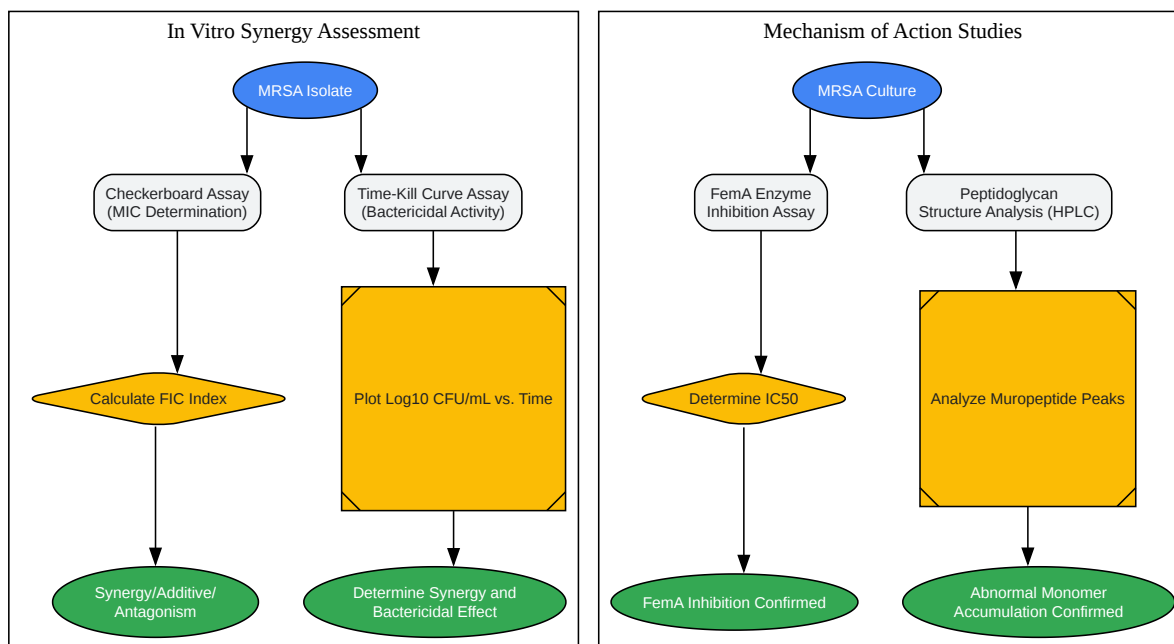 In Vitro Synergy Assessment
MRSA Isolate
Checkerboard Assay
(MIC Determination)
Time-Kill Curve Assay
(Bactericidal Activity)
Calculate FIC Index
Plot Log10 CFU/mL vs. Time
Synergy/Additive/
Antagonism
Determine Synergy and
Bactericidal Effect
Mechanism of Action Studies
MRSA Culture
FemA Enzyme
Inhibition Assay
Peptidoglycan
Structure Analysis (HPLC)
Determine IC50
Analyze Muropeptide Peaks
FemA Inhibition Confirmed
Abnormal Monomer
Accumulation Confirmed